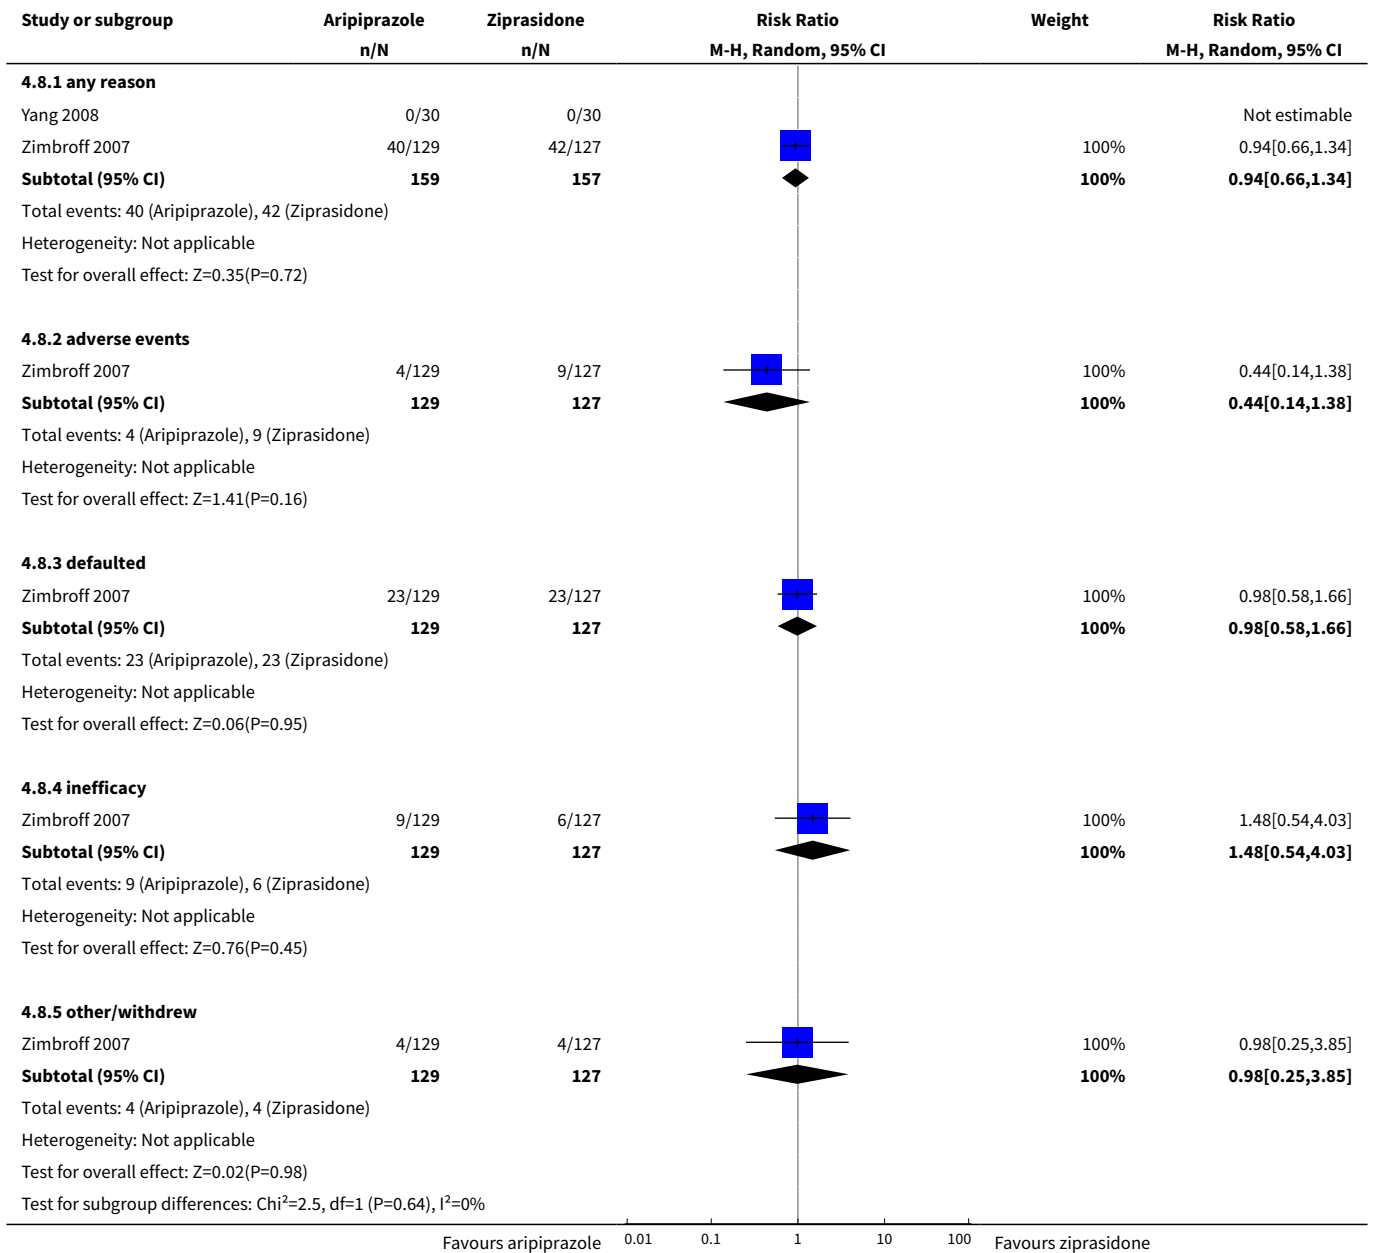 Study or subgroup Aripiprazole Ziprasidone Risk Ratio Weight Risk Ratio
n/N n/N M-H, Random, 95% CI M-H, Random, 95% CI
4.8.1 any reason
Yang 2008 0/30 0/30 Not estimable
Zimbroff 2007 40/129 42/127 100% 0.94[0.66,1.34]
Subtotal (95% CI) 159 157 100% 0.94[0.66,1.34]
Total events: 40 (Aripiprazole), 42 (Ziprasidone)
Heterogeneity: Not applicable
Test for overall effect: Z=0.35(P=0.72)
4.8.2 adverse events
Zimbroff 2007 4/129 9/127 100% 0.44[0.14,1.38]
Subtotal (95% CI) 129 127 100% 0.44[0.14,1.38]
Total events: 4 (Aripiprazole), 9 (Ziprasidone)
Heterogeneity: Not applicable
Test for overall effect: Z=1.41(P=0.16)
4.8.3 defaulted
Zimbroff 2007 23/129 23/127 100% 0.98[0.58,1.66]
Subtotal (95% CI) 129 127 100% 0.98[0.58,1.66]
Total events: 23 (Aripiprazole), 23 (Ziprasidone)
Heterogeneity: Not applicable
Test for overall effect: Z=0.06(P=0.95)
4.8.4 inefficacy
Zimbroff 2007 9/129 6/127 100% 1.48[0.54,4.03]
Subtotal (95% CI) 129 127 100% 1.48[0.54,4.03]
Total events: 9 (Aripiprazole), 6 (Ziprasidone)
Heterogeneity: Not applicable
Test for overall effect: Z=0.76(P=0.45)
4.8.5 other/withdrew
Zimbroff 2007 4/129 4/127 100% 0.98[0.25,3.85]
Subtotal (95% CI) 129 127 100% 0.98[0.25,3.85]
Total events: 4 (Aripiprazole), 4 (Ziprasidone)
Heterogeneity: Not applicable
Test for overall effect: Z=0.02(P=0.98)
Test for subgroup differences: Chi²=2.5, df=1 (P=0.64), I²=0%
Favours aripiprazole 0.01 0.1 1 10 100 Favours ziprasidone